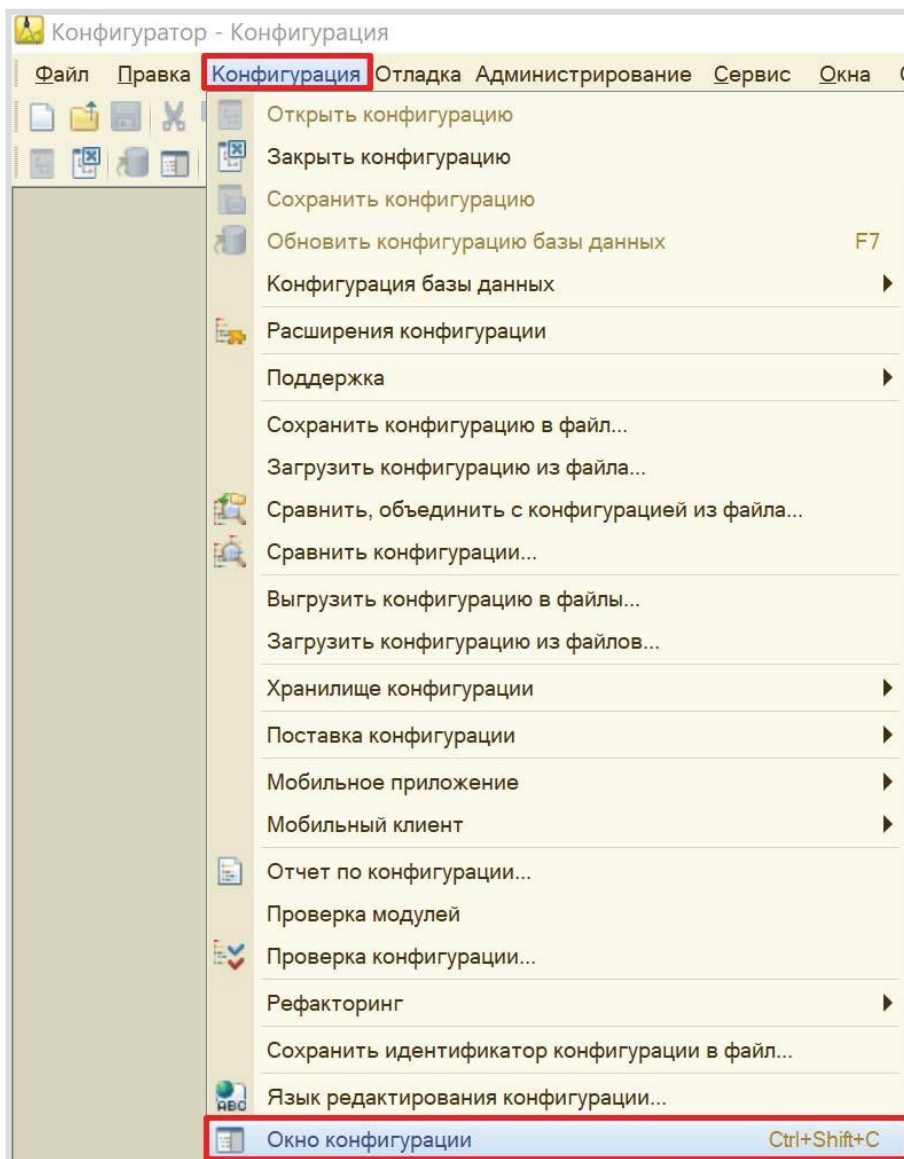 Конфигуратор - Конфигурация
Файл Правка Конфигурация Отладка Администрирование Сервис Окна
Открыть конфигурацию
Закрыть конфигурацию
Сохранить конфигурацию
Обновить конфигурацию базы данных F7
Конфигурация базы данных
Расширения конфигурации
Поддержка
Сохранить конфигурацию в файл...
Загрузить конфигурацию из файла...
Сравнить, объединить с конфигурацией из файла...
Сравнить конфигурации...
Выгрузить конфигурацию в файлы...
Загрузить конфигурацию из файлов...
Хранилище конфигурации
Поставка конфигурации
Мобильное приложение
Мобильный клиент
Отчет по конфигурации...
Проверка модулей
Проверка конфигурации...
Рефакторинг
Сохранить идентификатор конфигурации в файл...
ABC Язык редактирования конфигурации...
Окно конфигурации Ctrl+Shift+C